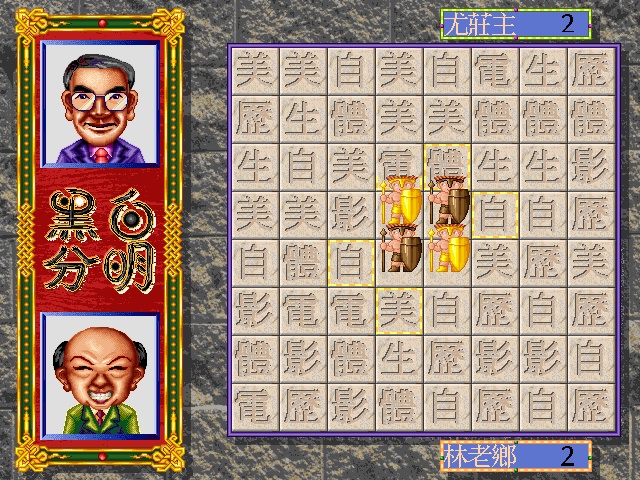 尤莊主 2
黑白
分明
美美自美自電生歷
歷生體美美體體體
生自美電體生生影
美美影自自歷
自體自美歷美
影電電美自歷自歷
體影體生歷影影自
電歷影體自歷自歷
林老鄉 2